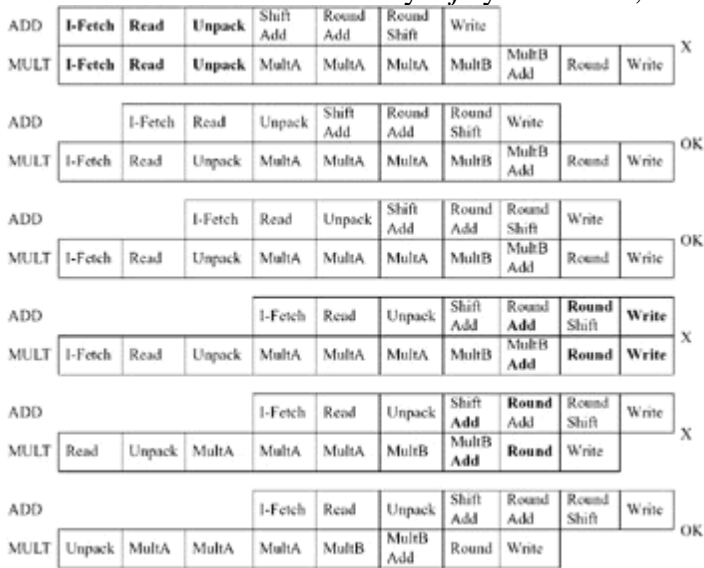 ADD I-Fetch Read Unpack Shift Add Round Add Round Shift Write
MULT I-Fetch Read Unpack MultA MultA MultA MultB MultB Add Round Write X
ADD I-Fetch Read Unpack Shift Add Round Add Round Shift Write
MULT I-Fetch Read Unpack MultA MultA MultA MultB MultB Add Round Write OK
ADD I-Fetch Read Unpack Shift Add Round Add Round Shift Write
MULT I-Fetch Read Unpack MultA MultA MultA MultB MultB Add Round Write OK
ADD I-Fetch Read Unpack Shift Add Round Add Round Shift Write
MULT I-Fetch Read Unpack MultA MultA MultA MultB MultB Add Round Write X
ADD I-Fetch Read Unpack Shift Add Round Add Round Shift Write
MULT Read Unpack MultA MultA MultA MultB MultB Add Round Write X
ADD I-Fetch Read Unpack Shift Add Round Add Round Shift Write
MULT Unpack MultA MultA MultA MultB MultB Add Round Write OK